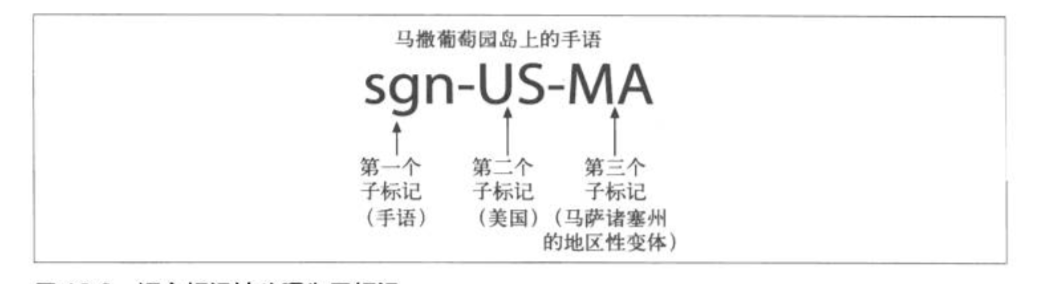 马撒葡萄园岛上的手语
sgn-US-MA
第一个 第二个 第三个
子标记 子标记 子标记
（手语） （美国）（马萨诸塞州
的地区性变体）